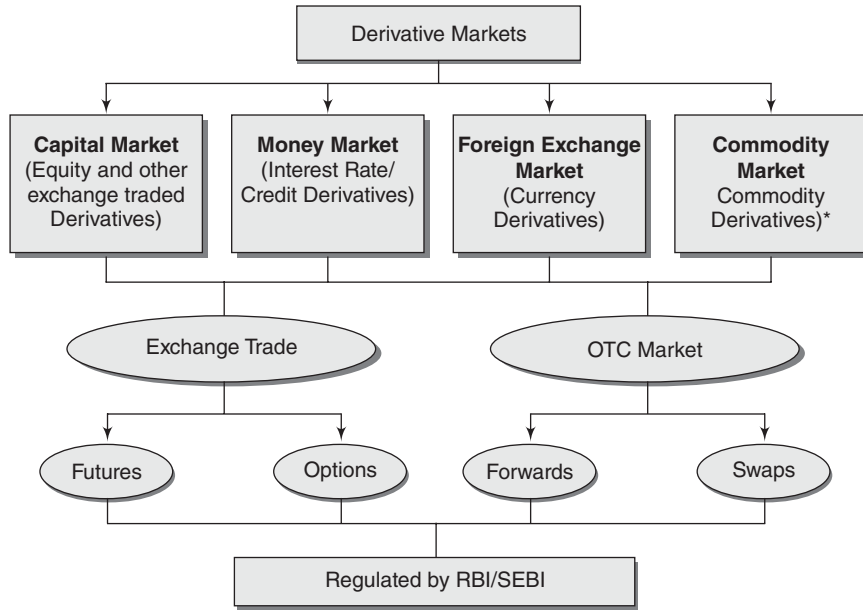 Derivative Markets
Capital Market
(Equity and other
exchange traded
Derivatives)
Money Market
(Interest Rate/
Credit Derivatives)
Foreign Exchange
Market
(Currency
Derivatives)
Commodity
Market
Commodity
Derivatives)*
Exchange Trade
OTC Market
Futures
Options
Forwards
Swaps
Regulated by RBI/SEBI